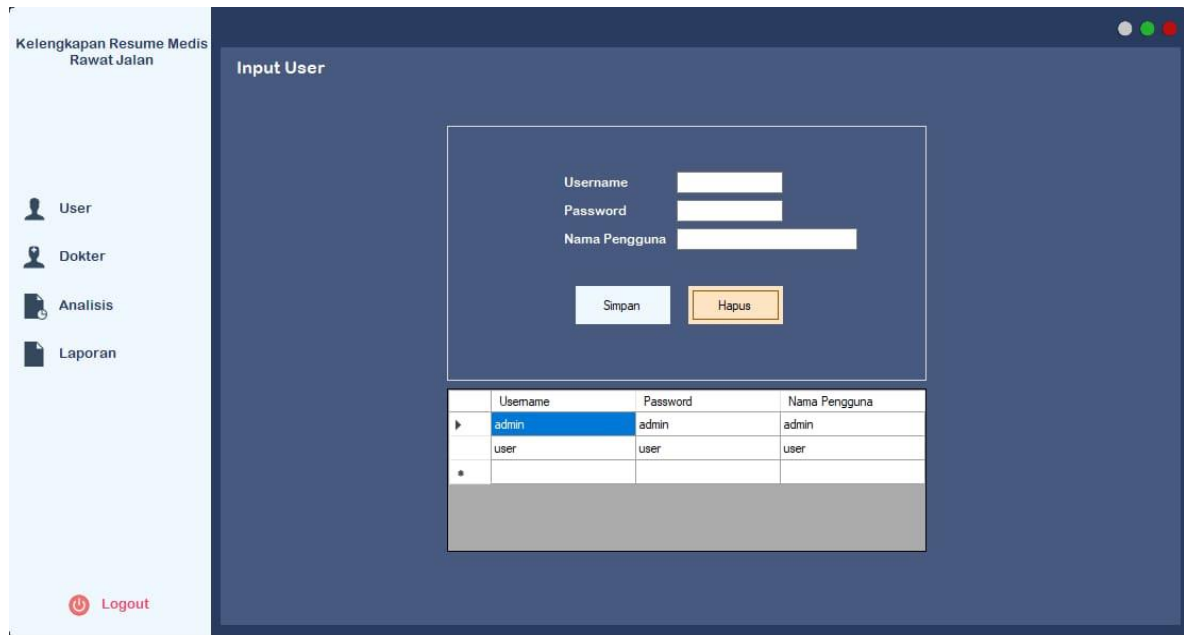 Kelengkapan Resume Medis
Rawat Jalan
User
Dokter
Analisis
Laporan
Logout
Input User
Username
Password
Nama Pengguna
Simpan Hapus
Username Password Nama Pengguna
admin admin admin
user user user